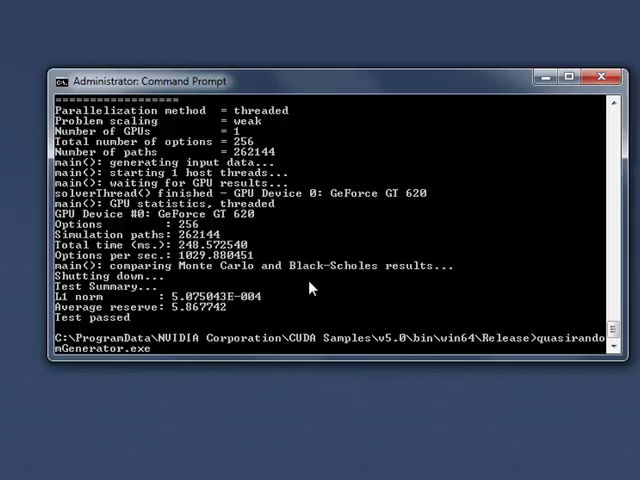 Administrator: Command Prompt
==================
Parallelization method  = threaded
Problem scaling         = weak
Number of GPUs          = 1
Total number of options = 256
Number of paths         = 262144
main(): generating input data...
main(): starting 1 host threads...
main(): waiting for GPU results...
solverThread() finished - GPU Device 0: GeForce GT 620
main(): GPU statistics, threaded
GPU Device #0: GeForce GT 620
Options         : 256
Simulation paths: 262144
Total time (ms.): 248.572540
Options per sec.: 1029.880451
main(): comparing Monte Carlo and Black-Scholes results...
Shutting down...
Test Summary...
L1 norm        : 5.075043E-004
Average reserve: 5.867742
Test passed
C:\ProgramData\NVIDIA Corporation\CUDA Samples\v5.0\bin\win64\Release>quasirando
mGenerator.exe